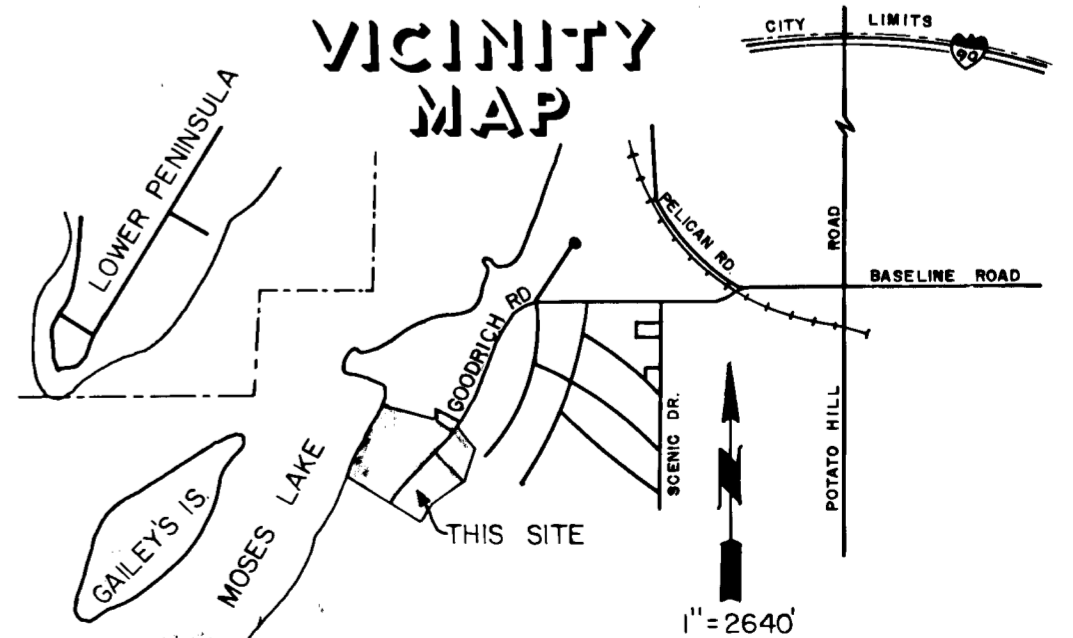 VICINITY
MAP
CITY LIMITS
90
LOWER PENINSULA
PELICAN RD.
ROAD
BASELINE ROAD
GOODRICH RD
SCENIC DR.
POTATO HILL
MOSES LAKE
GAILEY'S IS.
THIS SITE
N
1" = 2640'